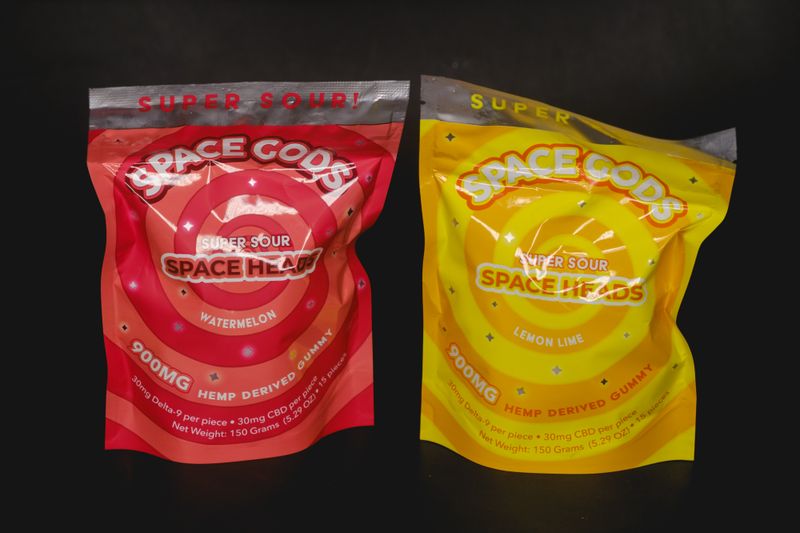 SUPER SOUR!
SPACE GODS
SUPER SOUR
SPACE HEADS
WATERMELON
900MG HEMP DERIVED GUMMY
30mg Delta-9 per piece • 30mg CBD per piece
Net Weight: 150 Grams (5.29 OZ) • 15 pieces
SUPER
SPACE GODS
SUPER SOUR
SPACE HEADS
LEMON LIME
900MG HEMP DERIVED GUMMY
30mg Delta-9 per piece • 30mg CBD per piece
Net Weight: 150 Grams (5.29 OZ) • 15 pieces